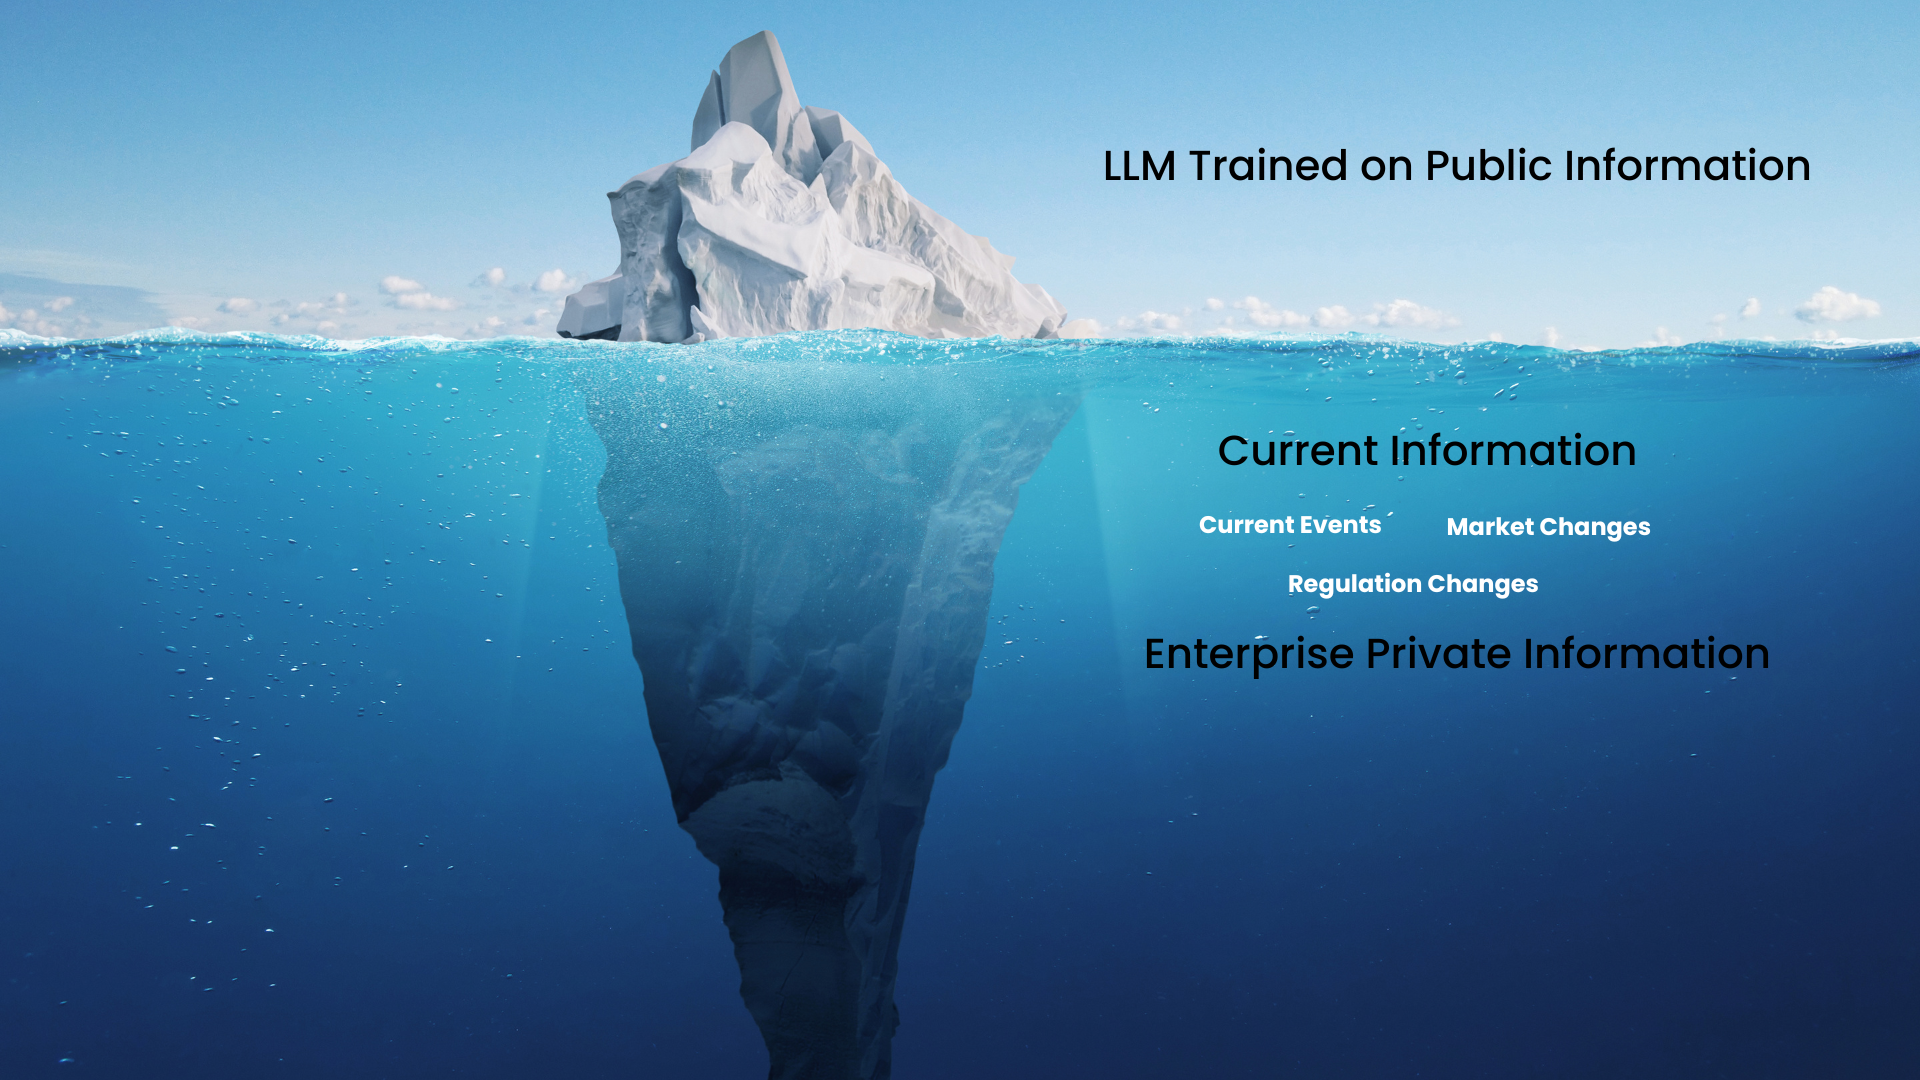 LLM Trained on Public Information
Current Information
Current Events Market Changes
Regulation Changes
Enterprise Private Information